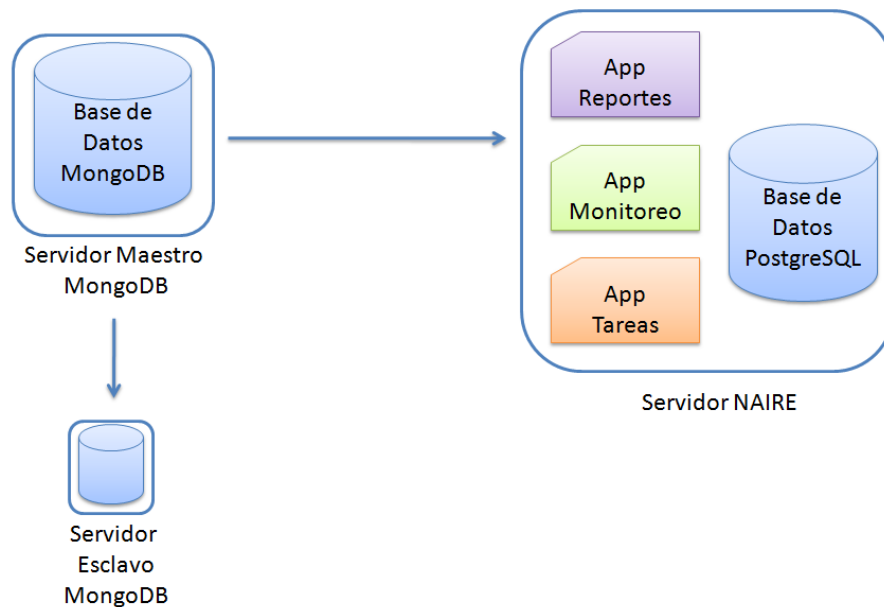 Base de
Datos
MongoDB
Servidor Maestro
MongoDB
App
Reportes
App
Monitoreo
App
Tareas
Base de
Datos
PostgreSQL
Servidor NAIRE
Servidor
Esclavo
MongoDB